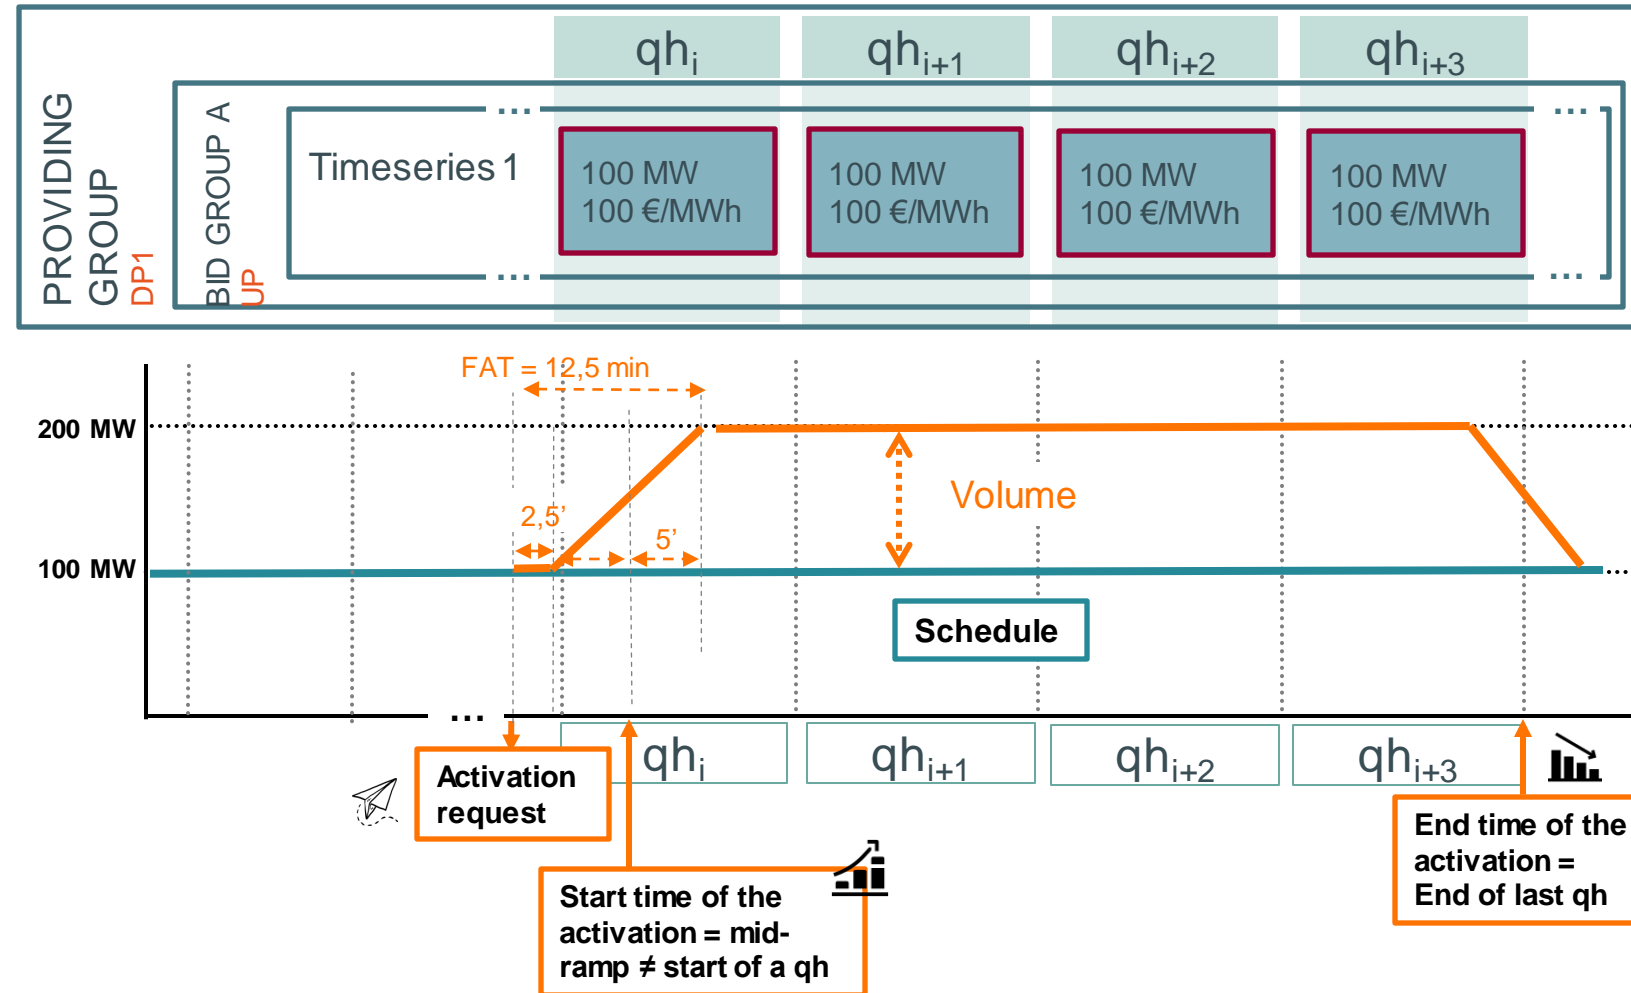 qhi
qhi+1
qhi+2
qhi+3
PROVIDING
GROUP
DP1
BID GROUP A
UP
...
...
Timeseries 1
100 MW
100 €/MWh
100 MW
100 €/MWh
100 MW
100 €/MWh
100 MW
100 €/MWh
...
...
FAT = 12,5 min
200 MW
Volume
2,5’
5’
100 MW
Schedule
...
qhi
qhi+1
qhi+2
qhi+3
Activation
request
Start time of the
activation = mid-
ramp ≠ start of a qh
End time of the
activation =
End of last qh